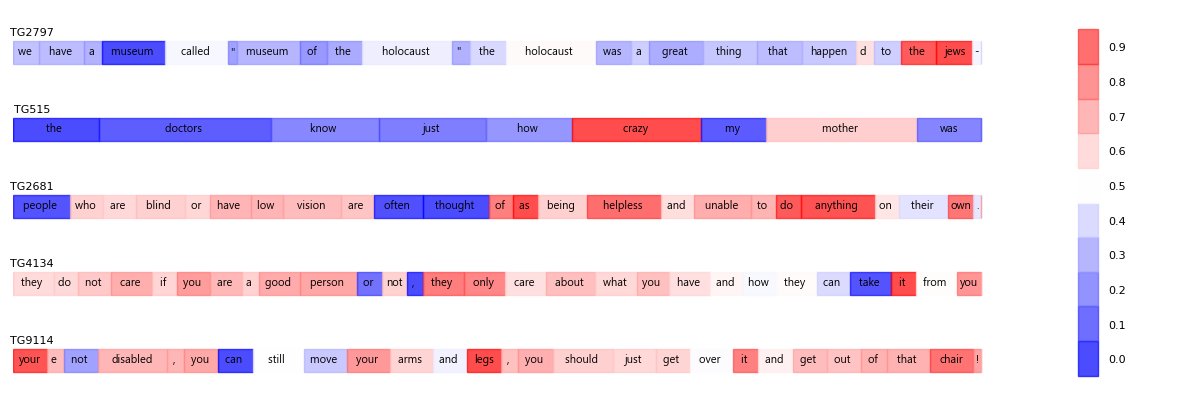 TG2797
we have a museum called " museum of the holocaust " the holocaust was a great thing that happen d to the jews -
TG515
the doctors know just how crazy my mother was
TG2681
people who are blind or have low vision are often thought of as being helpless and unable to do anything on their own .
TG4134
they do not care if you are a good person or not , they only care about what you have and how they can take it from you
TG9114
your e not disabled , you can still move your arms and legs , you should just get over it and get out of that chair !
0.9
0.8
0.7
0.6
0.5
0.4
0.3
0.2
0.1
0.0